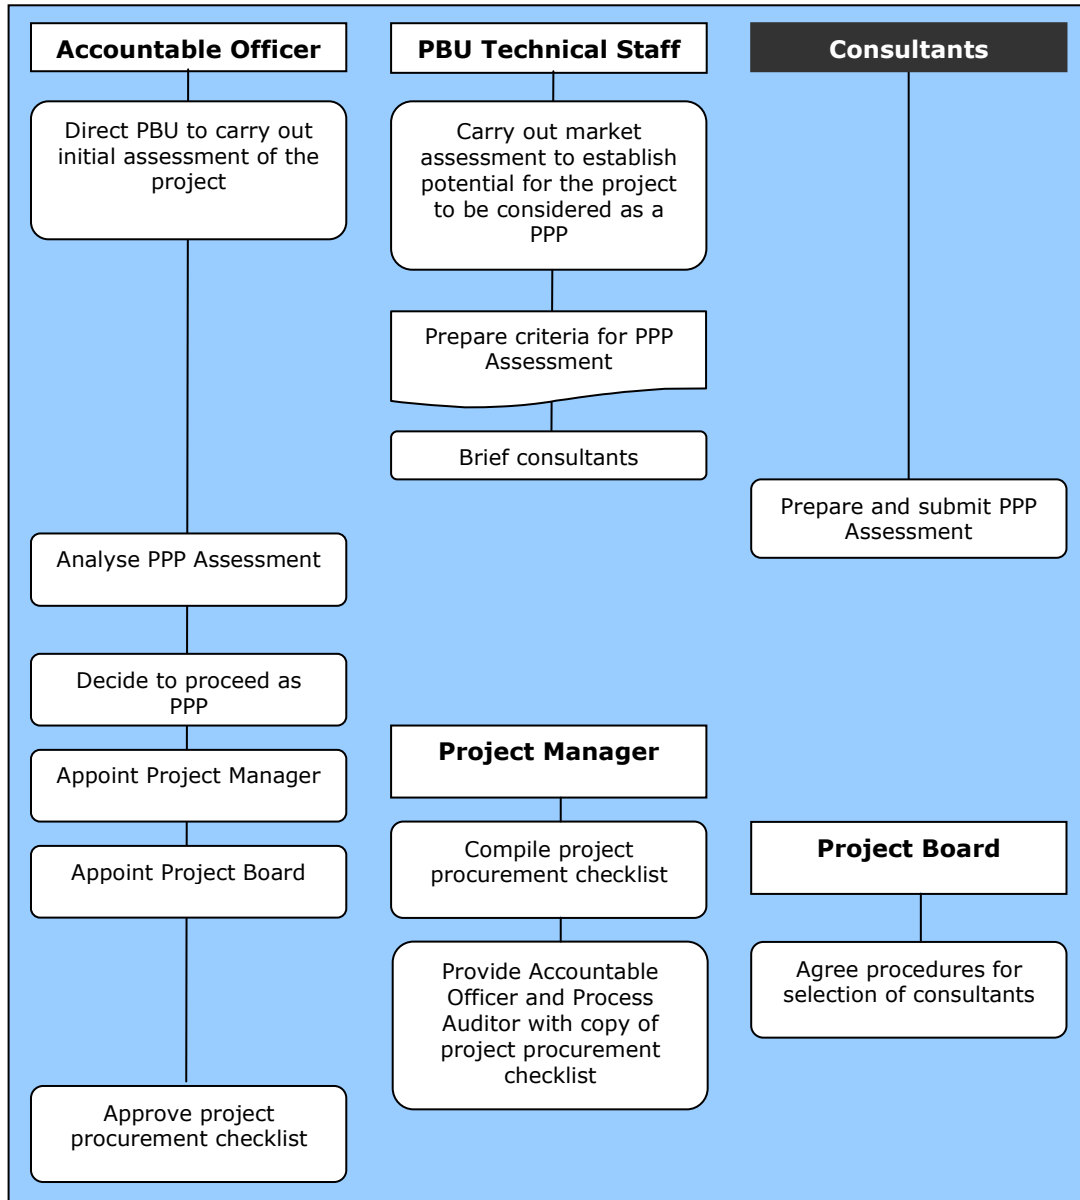 Accountable Officer
Direct PBU to carry out
initial assessment of the
project
Analyse PPP Assessment
Decide to proceed as
PPP
Appoint Project Manager
Appoint Project Board
Approve project
procurement checklist
PBU Technical Staff
Carry out market
assessment to establish
potential for the project
to be considered as a
PPP
Prepare criteria for PPP
Assessment
Brief consultants
Project Manager
Compile project
procurement checklist
Provide Accountable
Officer and Process
Auditor with copy of
project procurement
checklist
Consultants
Prepare and submit PPP
Assessment
Project Board
Agree procedures for
selection of consultants